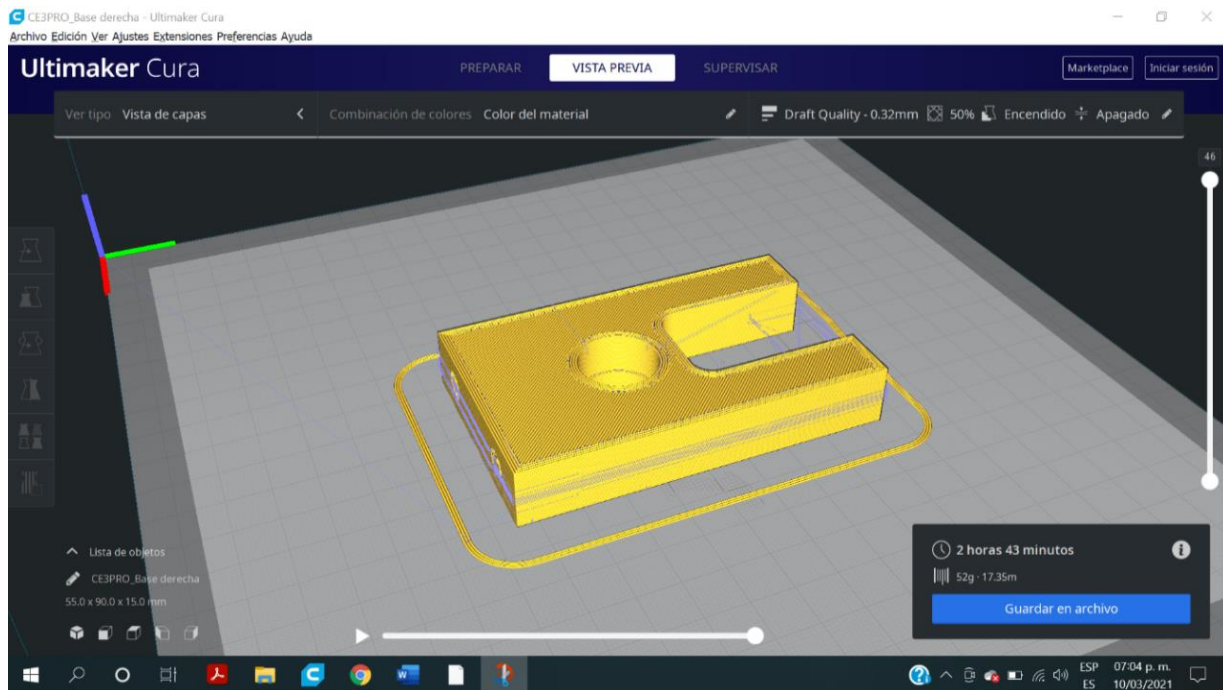 CE3PRO_Base derecha - Ultimaker Cura
Archivo Edición Ver Ajustes Extensiones Preferencias Ayuda
Ultimaker Cura
PREPARAR
VISTA PREVIA
SUPERVISAR
Marketplace
Iniciar sesión
Ver tipo Vista de capas
Combinación de colores Color del material
Draft Quality - 0.32mm 50% Encendido Apagado
46
Lista de objetos
CE3PRO_Base derecha
55.0 x 90.0 x 15.0 mm
2 horas 43 minutos
52g · 17.35m
Guardar en archivo
ESP
ES
07:04 p. m.
10/03/2021